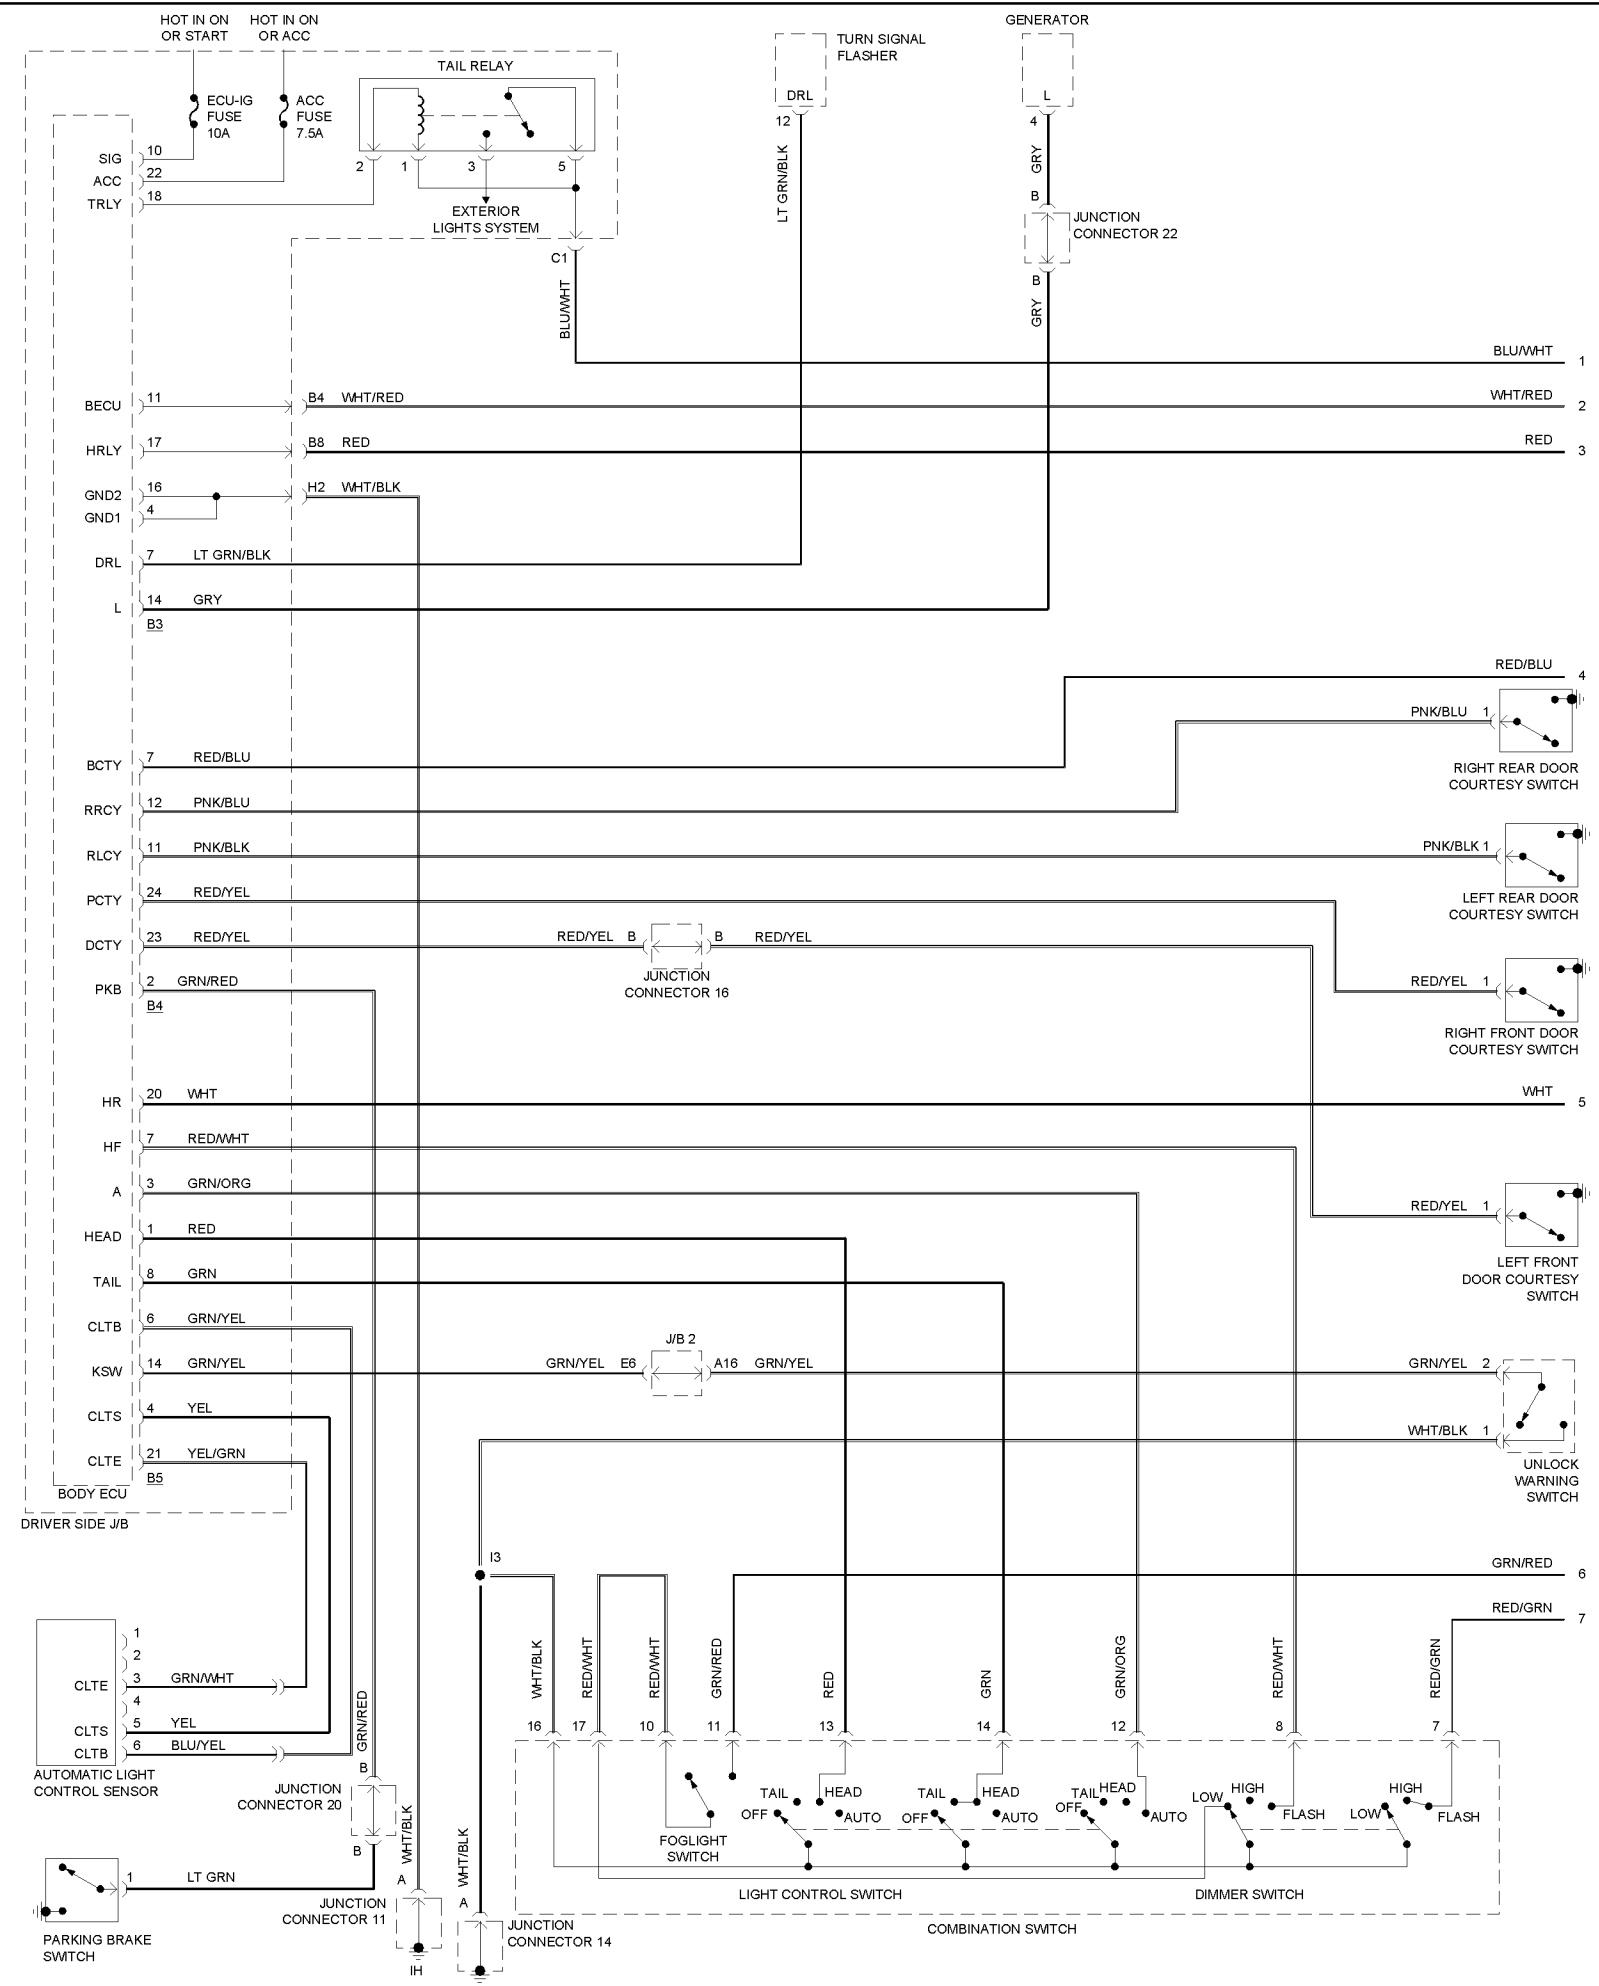 HOT IN ON
OR START
HOT IN ON
OR ACC
ECU-IG
FUSE
10A
ACC
FUSE
7.5A
TAIL RELAY
2
1
3
5
EXTERIOR
LIGHTS SYSTEM
C1
BLU/WHT
TURN SIGNAL
FLASHER
DRL
12
LT GRN/BLK
GENERATOR
L
4
GRY
B
JUNCTION
CONNECTOR 22
B
GRY
SIG 10
ACC 22
TRLY 18
BLU/WHT 1
BECU 11 B4 WHT/RED WHT/RED 2
HRLY 17 B8 RED RED 3
GND2 16 H2 WHT/BLK
GND1 4
DRL 7 LT GRN/BLK
L 14 GRY
B3
RED/BLU 4
PNK/BLU 1
RIGHT REAR DOOR
COURTESY SWITCH
BCTY 7 RED/BLU
RRCY 12 PNK/BLU
RLCY 11 PNK/BLK PNK/BLK 1
LEFT REAR DOOR
COURTESY SWITCH
PCTY 24 RED/YEL
DCTY 23 RED/YEL RED/YEL B B RED/YEL
JUNCTION
CONNECTOR 16
RED/YEL 1
RIGHT FRONT DOOR
COURTESY SWITCH
PKB 2 GRN/RED
B4
HR 20 WHT WHT 5
HF 7 RED/WHT
A 3 GRN/ORG
RED/YEL 1
LEFT FRONT
DOOR COURTESY
SWITCH
HEAD 1 RED
TAIL 8 GRN
CLTB 6 GRN/YEL
J/B 2
KSW 14 GRN/YEL GRN/YEL E6 A16 GRN/YEL GRN/YEL 2
CLTS 4 YEL
WHT/BLK 1
UNLOCK
WARNING
SWITCH
CLTE 21 YEL/GRN
B5
BODY ECU
DRIVER SIDE J/B
I3
GRN/RED 6
RED/GRN 7
1
2
CLTE 3 GRN/WHT
4
CLTS 5 YEL
CLTB 6 BLU/YEL
AUTOMATIC LIGHT
CONTROL SENSOR
GRN/RED
B
JUNCTION
CONNECTOR 20
B
1 LT GRN
PARKING BRAKE
SWITCH
WHT/BLK
A
JUNCTION
CONNECTOR 11
IH
WHT/BLK
A
JUNCTION
CONNECTOR 14
WHT/BLK
RED/WHT
RED/WHT
GRN/RED
RED
GRN
GRN/ORG
RED/WHT
RED/GRN
16 17 10 11 13 14 12 8 7
FOGLIGHT
SWITCH
TAIL HEAD
OFF AUTO
TAIL HEAD
OFF AUTO
TAIL HEAD
OFF AUTO
LOW HIGH
FLASH
HIGH
LOW FLASH
LIGHT CONTROL SWITCH
DIMMER SWITCH
COMBINATION SWITCH